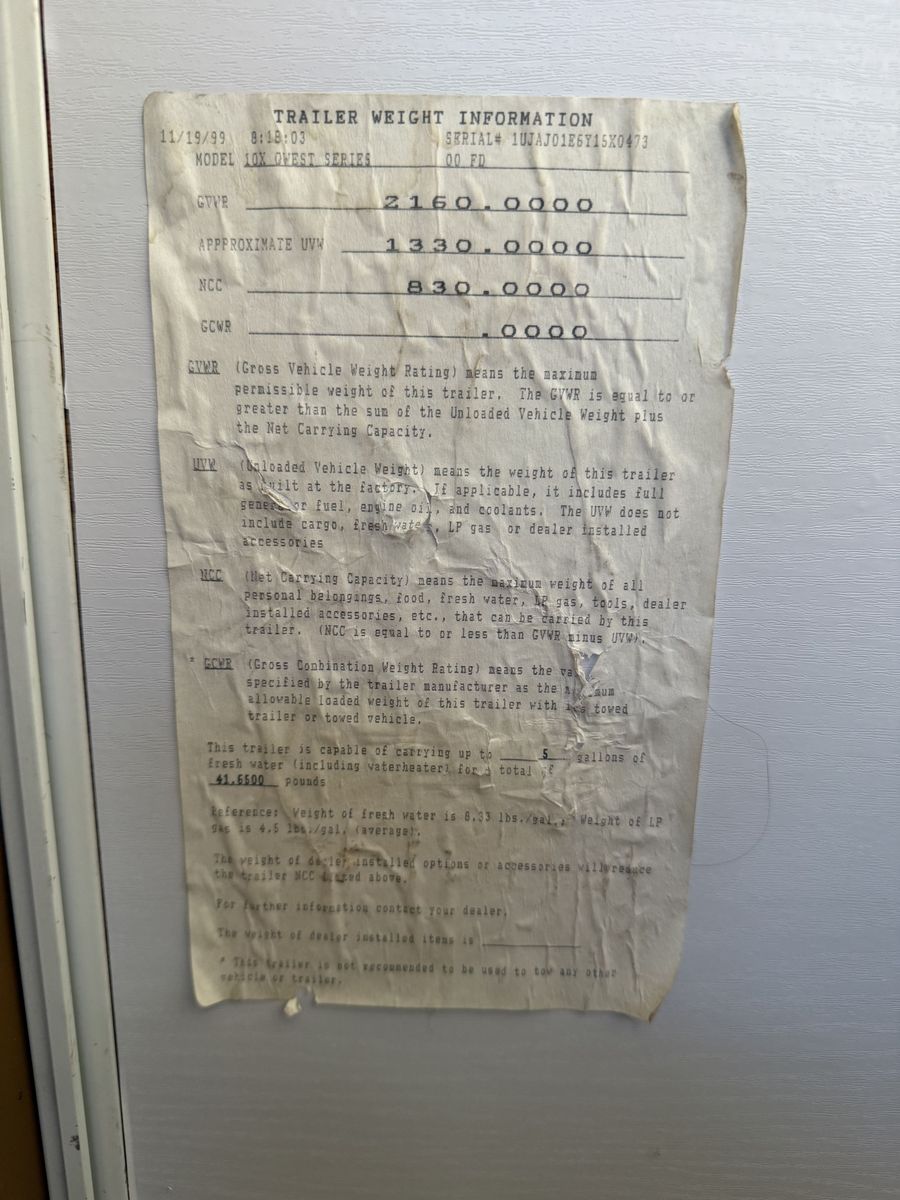 TRAILER WEIGHT INFORMATION
11/19/99 8:18:03 SERIAL# 1UJAJ01E6Y15X0473
MODEL 10X QWEST SERIES 00 FD
GVWR 2160.0000
APPPROXIMATE UVW 1330.0000
NCC 830.0000
GCWR .0000
GVWR (Gross Vehicle Weight Rating) means the maximum
permissible weight of this trailer. The GVWR is equal to or
greater than the sum of the Unloaded Vehicle Weight plus
the Net Carrying Capacity.
UVW (Unloaded Vehicle Weight) means the weight of this trailer
as built at the factory. If applicable, it includes full
generator fuel, engine oil, and coolants. The UVW does not
include cargo, fresh water, LP gas or dealer installed
accessories
NCC (Net Carrying Capacity) means the maximum weight of all
personal belongings, food, fresh water, LP gas, tools, dealer
installed accessories, etc., that can be carried by this
trailer. (NCC is equal to or less than GVWR minus UVW).
* GCWR (Gross Combination Weight Rating) means the
specified by the trailer manufacturer as the
allowable loaded weight of this trailer with its towed
trailer or towed vehicle.
This trailer is capable of carrying up to 5 gallons of
fresh water (including waterheater) for a total of
41.6500 pounds
Reference: Weight of fresh water is 8.33 lbs./gal.; Weight of LP
gas is 4.5 lbs./gal. (average).
The weight of dealer installed options or accessories will reduce
the trailer NCC listed above.
For further information contact your dealer.
The weight of dealer installed items is
* This trailer is not recommended to be used to tow any other
vehicle or trailer.